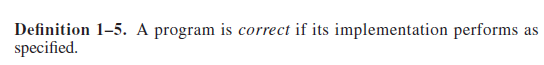 Definition 1–5. A program is correct if its implementation performs as
specified.